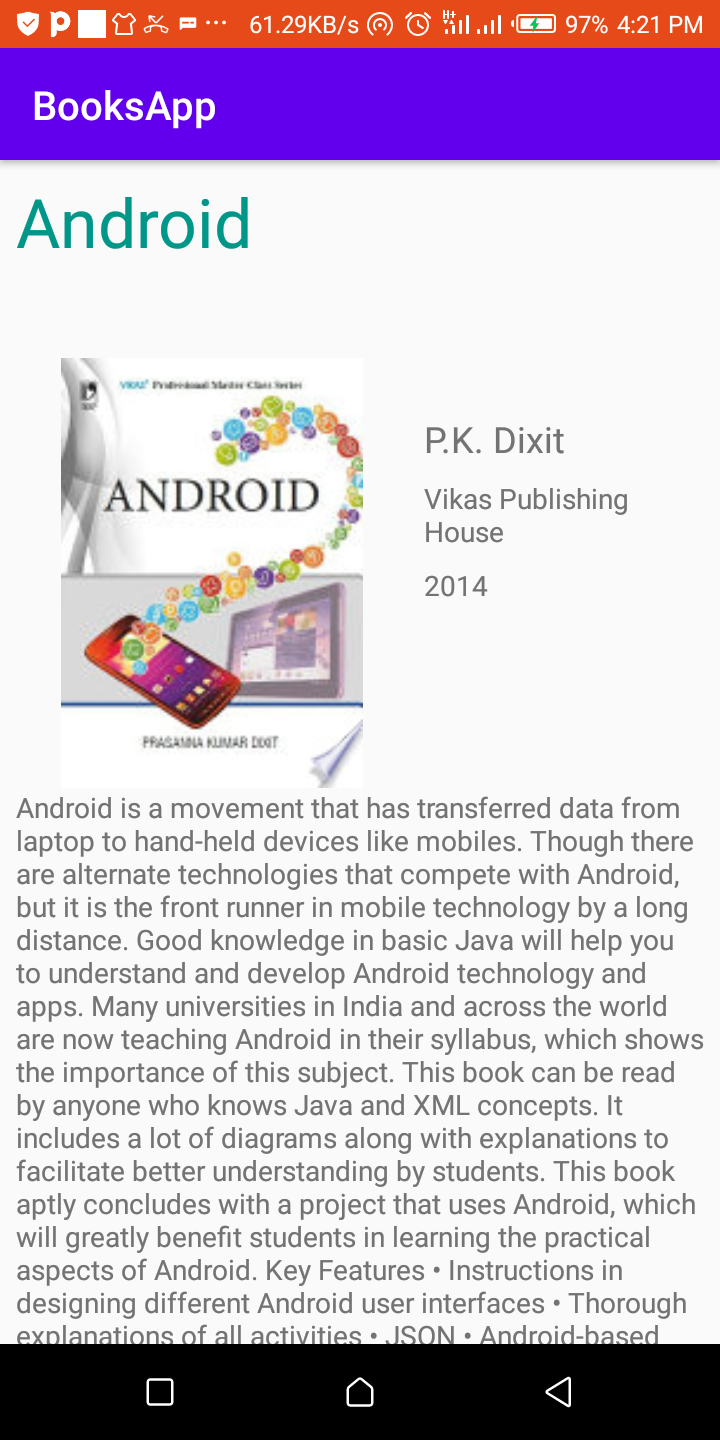 61.29KB/s H+ 97% 4:21 PM
BooksApp
Android
VIKAS® Professional Master Class Series
ANDROID
PRASANNA KUMAR DIXIT
P.K. Dixit
Vikas Publishing
House
2014
Android is a movement that has transferred data from
laptop to hand-held devices like mobiles. Though there
are alternate technologies that compete with Android,
but it is the front runner in mobile technology by a long
distance. Good knowledge in basic Java will help you
to understand and develop Android technology and
apps. Many universities in India and across the world
are now teaching Android in their syllabus, which shows
the importance of this subject. This book can be read
by anyone who knows Java and XML concepts. It
includes a lot of diagrams along with explanations to
facilitate better understanding by students. This book
aptly concludes with a project that uses Android, which
will greatly benefit students in learning the practical
aspects of Android. Key Features • Instructions in
designing different Android user interfaces • Thorough
explanations of all activities • JSON • Android-based